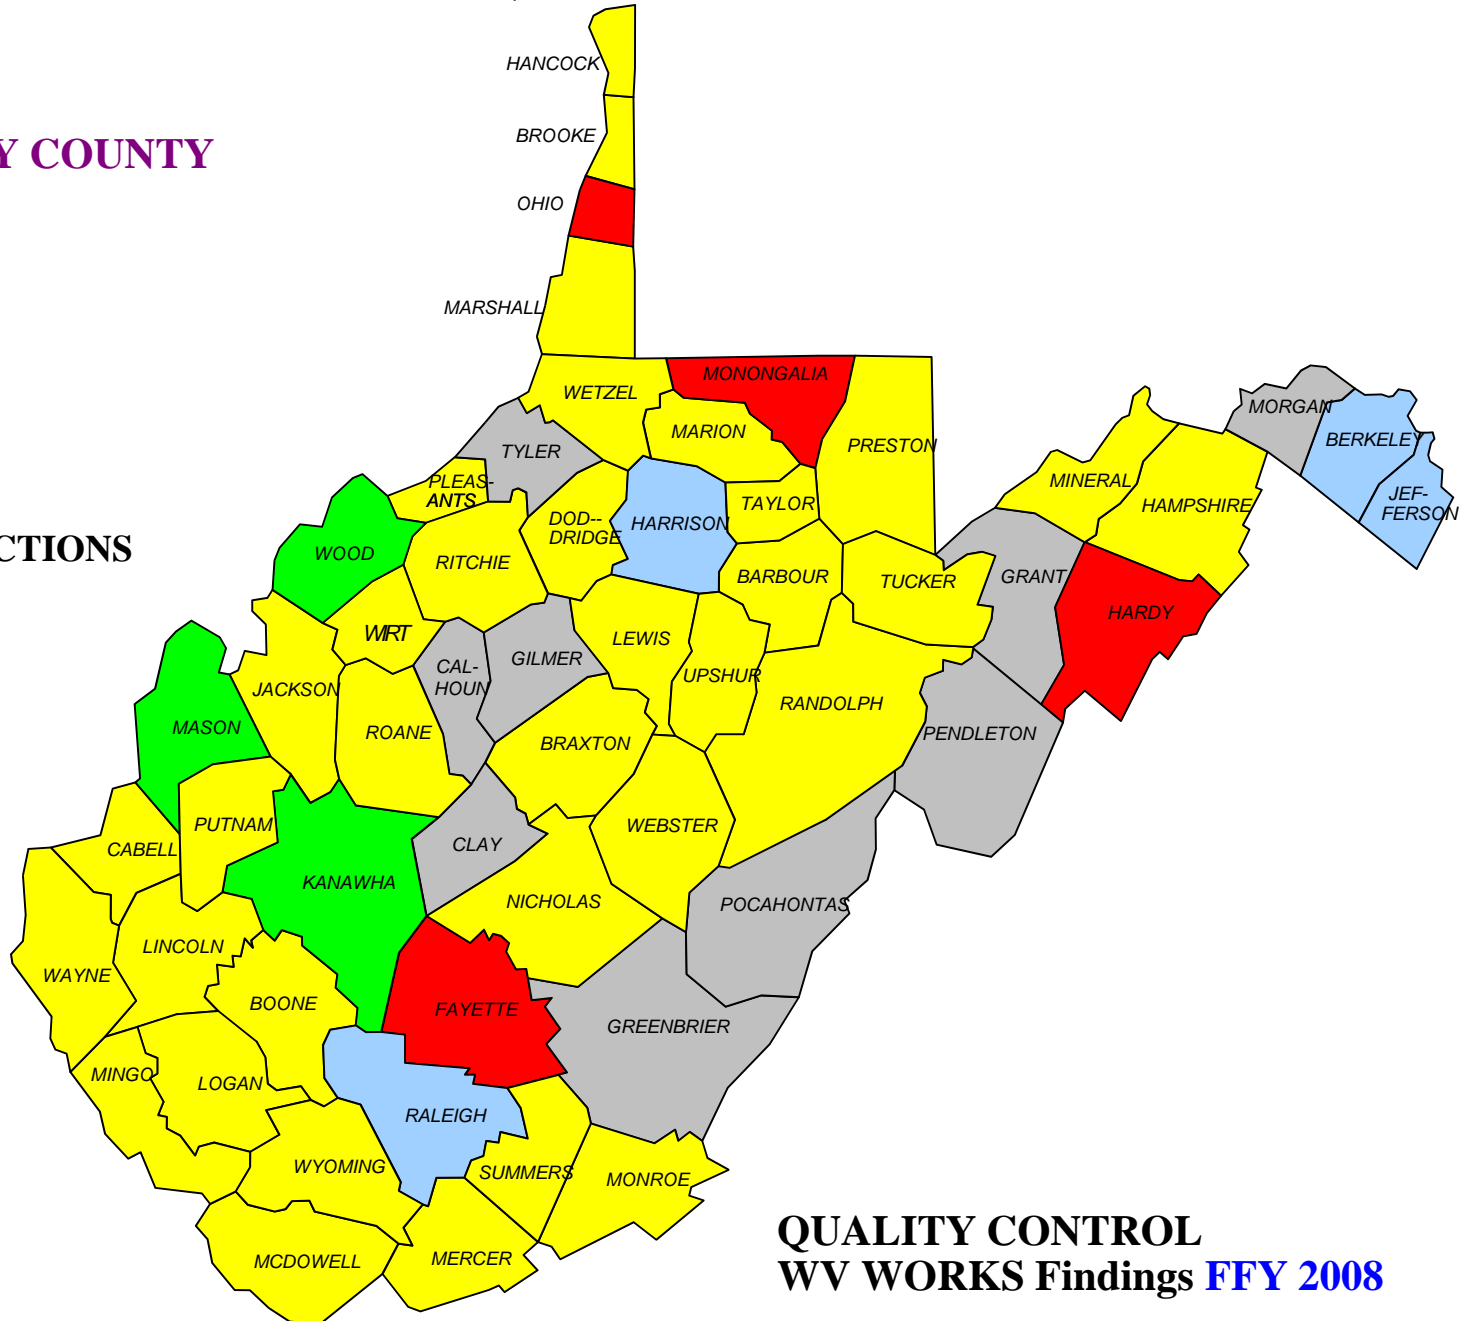 HANCOCK
BROOKE
Y COUNTY
OHIO
MARSHALL
MONONGALIA
WETZEL
MORGAN
MARION
BERKELEY
PRESTON
TYLER
MINERAL
PLEAS-
ANTS
JEF-
FERSON
HAMPSHIRE
TAYLOR
DOD--
DRIDGE
HARRISON
CTIONS
WOOD
RITCHIE
BARBOUR
TUCKER
GRANT
HARDY
WIRT
LEWIS
GILMER
CAL-
HOUN
UPSHUR
JACKSON
RANDOLPH
MASON
ROANE
PENDLETON
BRAXTON
PUTNAM
WEBSTER
CABELL
CLAY
KANAWHA
NICHOLAS
POCAHONTAS
LINCOLN
WAYNE
BOONE
FAYETTE
GREENBRIER
MINGO
LOGAN
RALEIGH
WYOMING
SUMMERS
MONROE
MCDOWELL
MERCER
QUALITY CONTROL
WV WORKS Findings FFY 2008